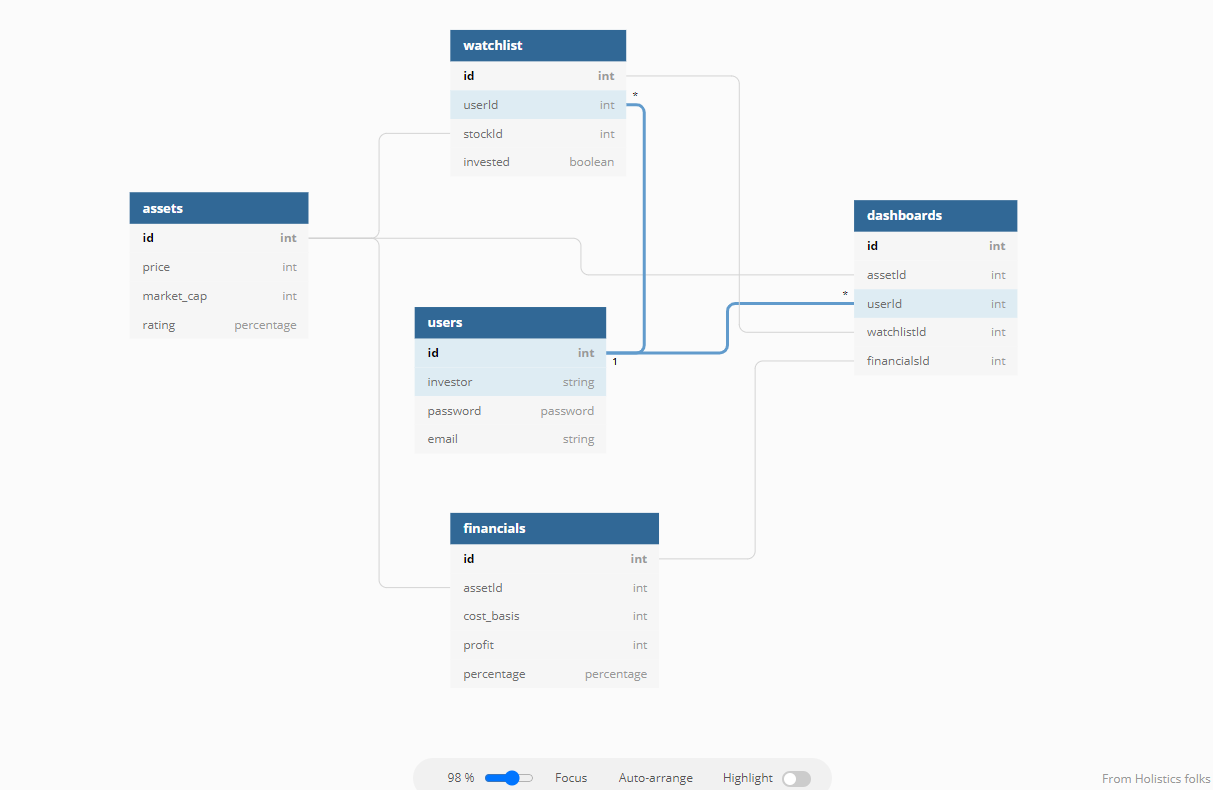 watchlist
id int
*
userId int
stockId int
invested boolean
assets
id int
price int
market_cap int
rating percentage
dashboards
id int
assetId int
*
userId int
watchlistId int
financialsId int
users
id int
1
investor string
password password
email string
financials
id int
assetId int
cost_basis int
profit int
percentage percentage
98 % Focus Auto-arrange Highlight
From Holistics folks